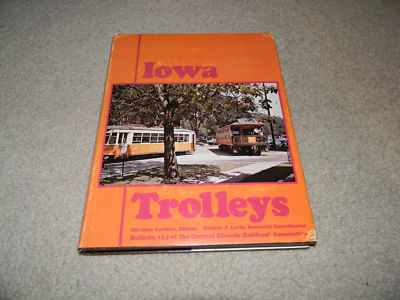 Iowa
Trolleys
Norman Carlson, Editor Robert J. Levis, Research Coordinator
Bulletin 114 of the Central Electric Railfans' Association